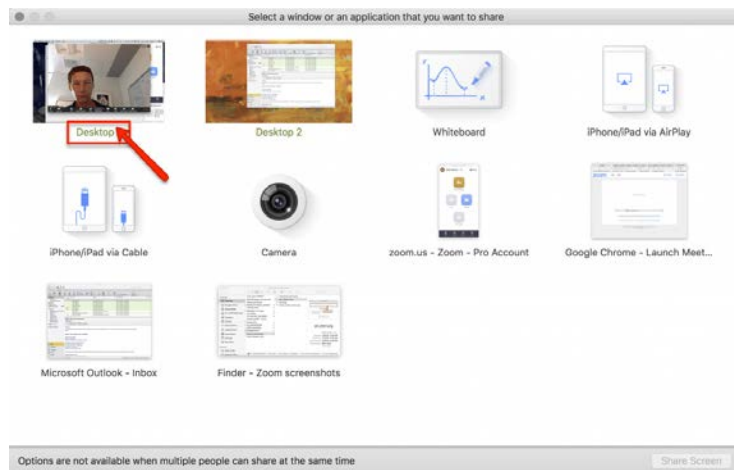 Select a window or an application that you want to share
Desktop
Desktop 2
Whiteboard
iPhone/iPad via AirPlay
iPhone/iPad via Cable
Camera
zoom.us - Zoom - Pro Account
Google Chrome - Launch Meet...
Microsoft Outlook - Inbox
Finder - Zoom screenshots
Options are not available when multiple people can share at the same time
Share Screen